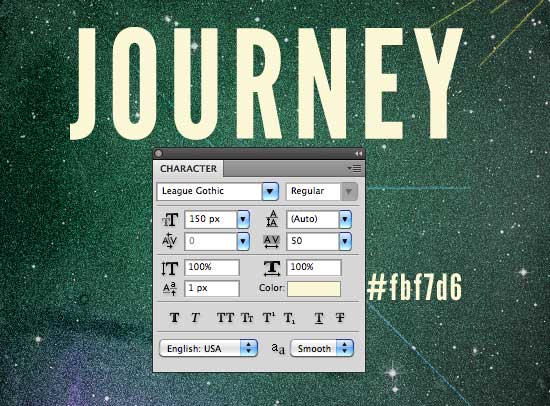 JOURNEY
CHARACTER
League Gothic Regular
150 px (Auto)
0 50
100% 100%
1 px Color: #fbf7d6
T T TT Tt T¹ T₁ T T
English: USA aa Smooth